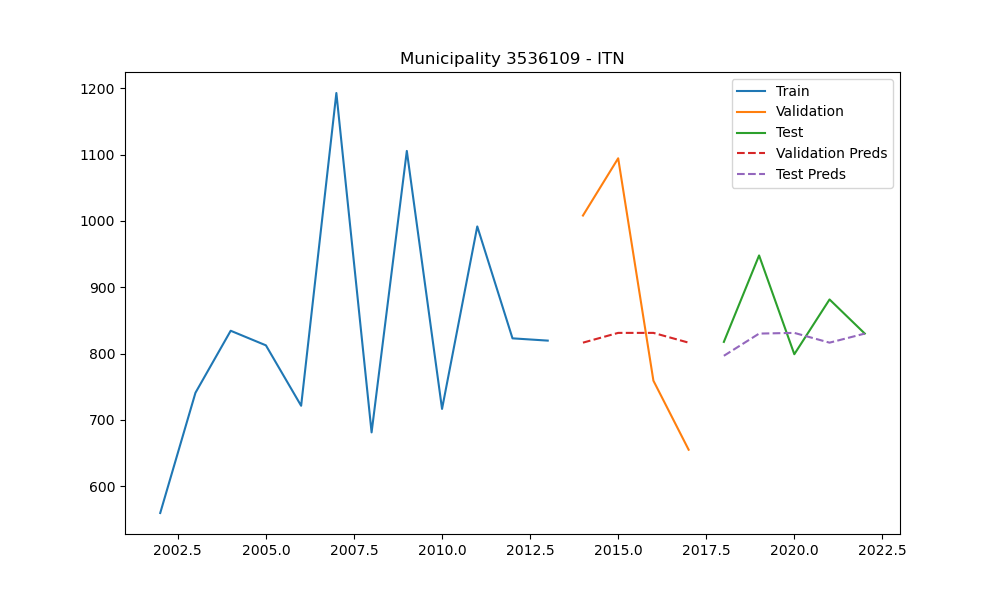 Municipality 3536109 - ITN
1200
1100
1000
900
800
700
600
Train
Validation
Test
Validation Preds
Test Preds
2002.5 2005.0 2007.5 2010.0 2012.5 2015.0 2017.5 2020.0 2022.5